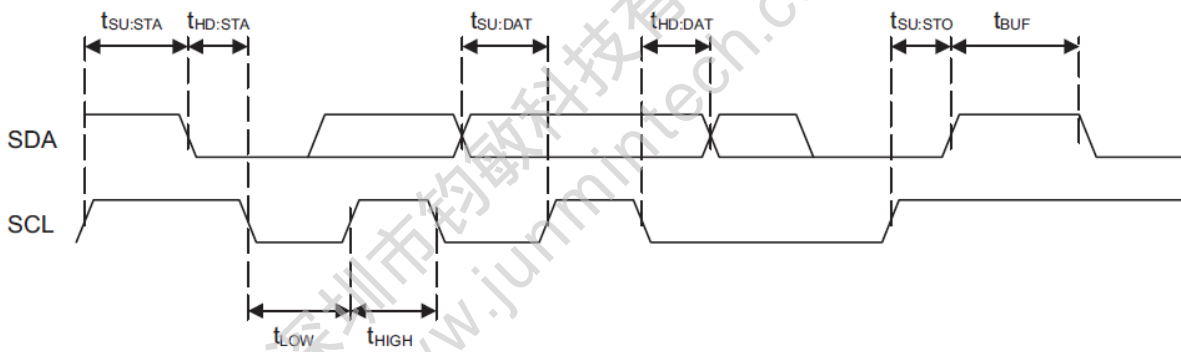 tSU:STA tHD:STA tSU:DAT tHD:DAT tSU:STO tBUF
SDA
SCL
tLOW tHIGH
深圳市钧敏科技有
www.junmintech.c